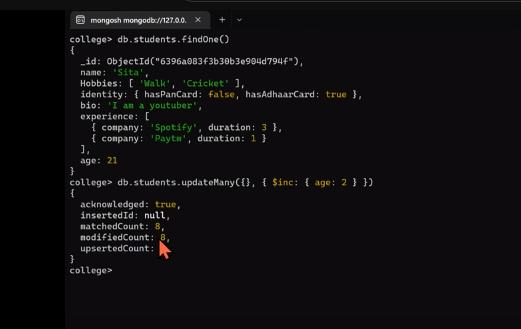 mongosh mongodb://127.0.0.
college> db.students.findOne()
{
_id: ObjectId("6396a083f3b30b3e904d794f"),
name: 'Sita',
Hobbies: [ 'Walk', 'Cricket' ],
identity: { hasPanCard: false, hasAdhaarCard: true },
bio: 'I am a youtuber',
experience: [
{ company: 'Spotify', duration: 3 },
{ company: 'Paytm', duration: 1 }
],
age: 21
}
college> db.students.updateMany({}, { $inc: { age: 2 } })
{
acknowledged: true,
insertedId: null,
matchedCount: 8,
modifiedCount: 8,
upsertedCount:
}
college>